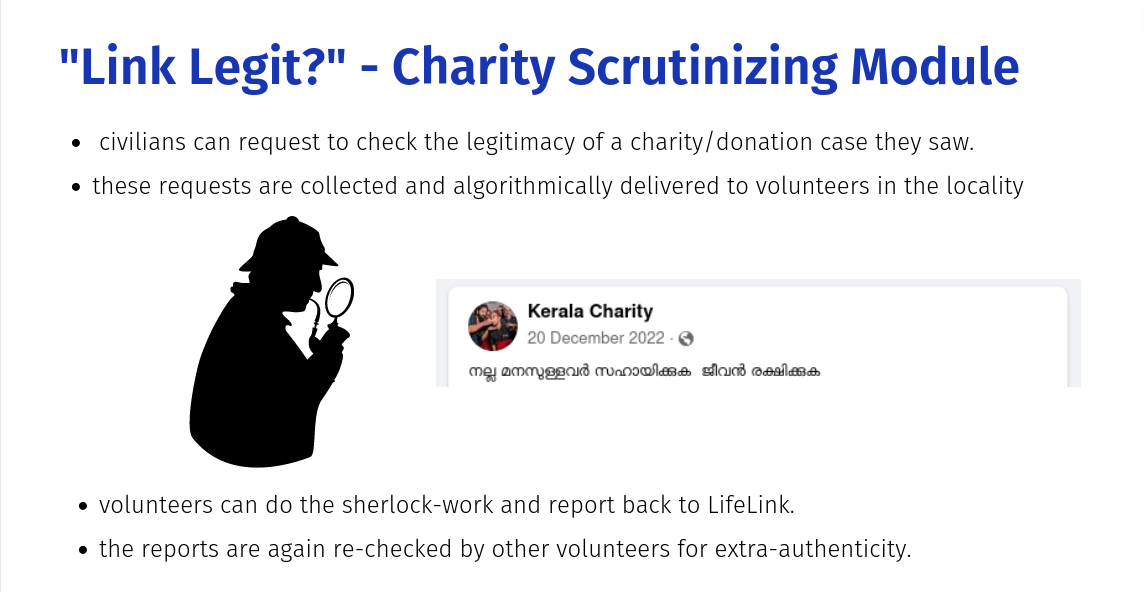 "Link Legit?" - Charity Scrutinizing Module
• civilians can request to check the legitimacy of a charity/donation case they saw.
• these requests are collected and algorithmically delivered to volunteers in the locality
Kerala Charity
20 December 2022 ·
നല്ല മനസുള്ളവർ സഹായിക്കുക ജീവൻ രക്ഷിക്കുക
• volunteers can do the sherlock-work and report back to LifeLink.
• the reports are again re-checked by other volunteers for extra-authenticity.